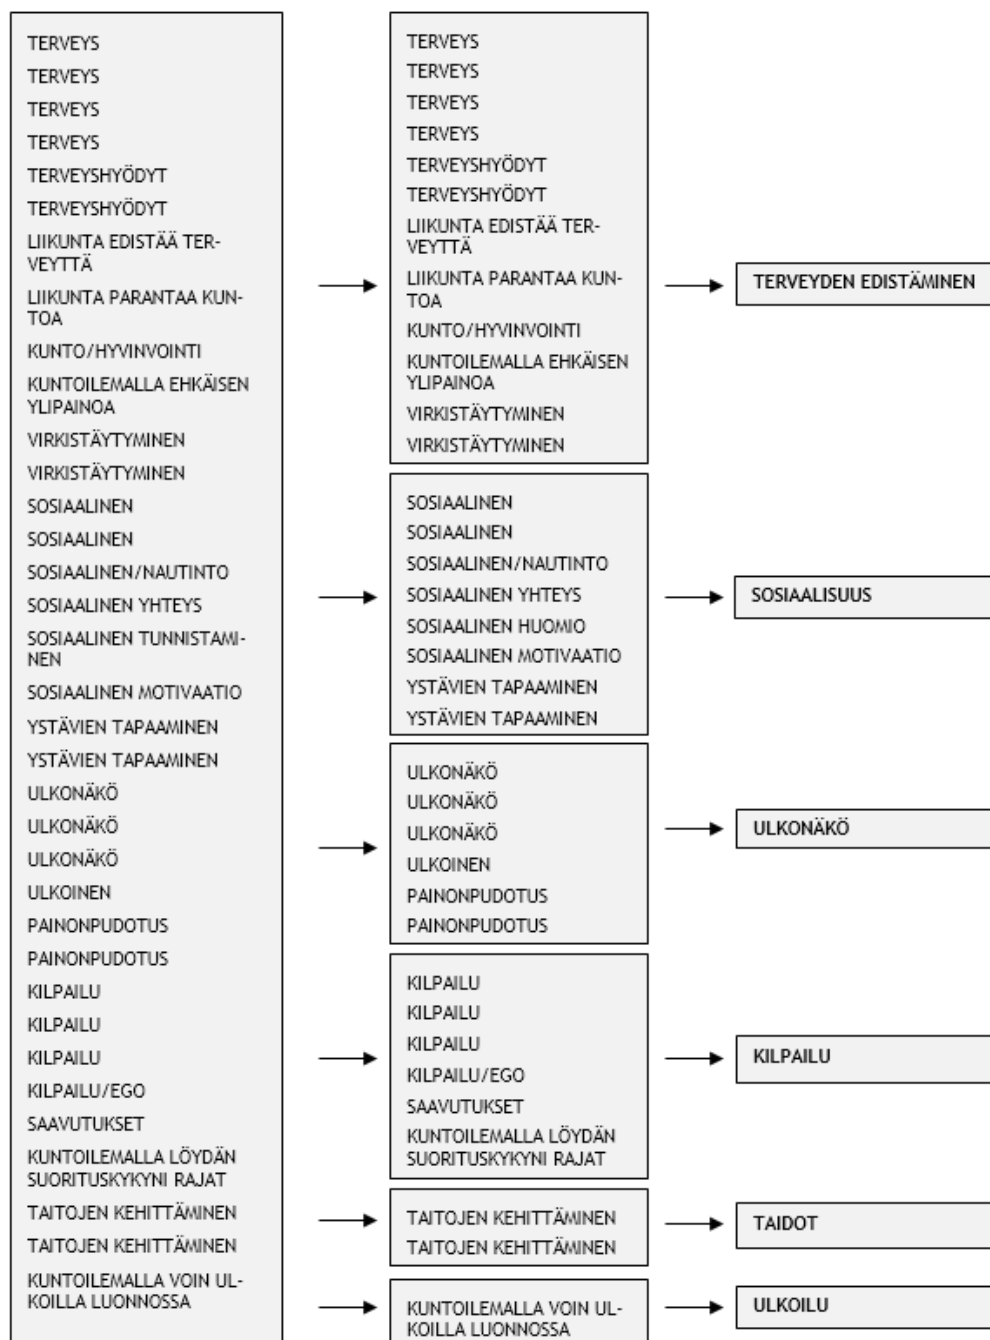 TERVEYS
TERVEYS
TERVEYS
TERVEYS
TERVEYSHYÖDYT
TERVEYSHYÖDYT
LIIKUNTA EDISTÄÄ TER-
VEYTTÄ
LIIKUNTA PARANTAA KUN-
TOA
KUNTO/HYVINVOINTI
KUNTOILEMALLA EHKÄISEN
YLIPAINOA
VIRKISTÄYTYMINEN
VIRKISTÄYTYMINEN
SOSIAALINEN
SOSIAALINEN
SOSIAALINEN/NAUTINTO
SOSIAALINEN YHTEYS
SOSIAALINEN TUNNISTAMI-
NEN
SOSIAALINEN MOTIVAATIO
YSTÄVIEN TAPAAMINEN
YSTÄVIEN TAPAAMINEN
ULKONÄKÖ
ULKONÄKÖ
ULKONÄKÖ
ULKOINEN
PAINONPUDOTUS
PAINONPUDOTUS
KILPAILU
KILPAILU
KILPAILU
KILPAILU/EGO
SAAVUTUKSET
KUNTOILEMALLA LÖYDÄN
SUORITUSKYKYNI RAJAT
TAITOJEN KEHITTÄMINEN
TAITOJEN KEHITTÄMINEN
KUNTOILEMALLA VOIN UL-
KOILLA LUONNOSSA
TERVEYS
TERVEYS
TERVEYS
TERVEYS
TERVEYSHYÖDYT
TERVEYSHYÖDYT
LIIKUNTA EDISTÄÄ TER-
VEYTTÄ
LIIKUNTA PARANTAA KUN-
TOA
KUNTO/HYVINVOINTI
KUNTOILEMALLA EHKÄISEN
YLIPAINOA
VIRKISTÄYTYMINEN
VIRKISTÄYTYMINEN
SOSIAALINEN
SOSIAALINEN
SOSIAALINEN/NAUTINTO
SOSIAALINEN YHTEYS
SOSIAALINEN HUOMIO
SOSIAALINEN MOTIVAATIO
YSTÄVIEN TAPAAMINEN
YSTÄVIEN TAPAAMINEN
ULKONÄKÖ
ULKONÄKÖ
ULKONÄKÖ
ULKOINEN
PAINONPUDOTUS
PAINONPUDOTUS
KILPAILU
KILPAILU
KILPAILU
KILPAILU/EGO
SAAVUTUKSET
KUNTOILEMALLA LÖYDÄN
SUORITUSKYKYNI RAJAT
TAITOJEN KEHITTÄMINEN
TAITOJEN KEHITTÄMINEN
KUNTOILEMALLA VOIN UL-
KOILLA LUONNOSSA
TERVEYDEN EDISTÄMINEN
SOSIAALISUUS
ULKONÄKÖ
KILPAILU
TAIDOT
ULKOILU